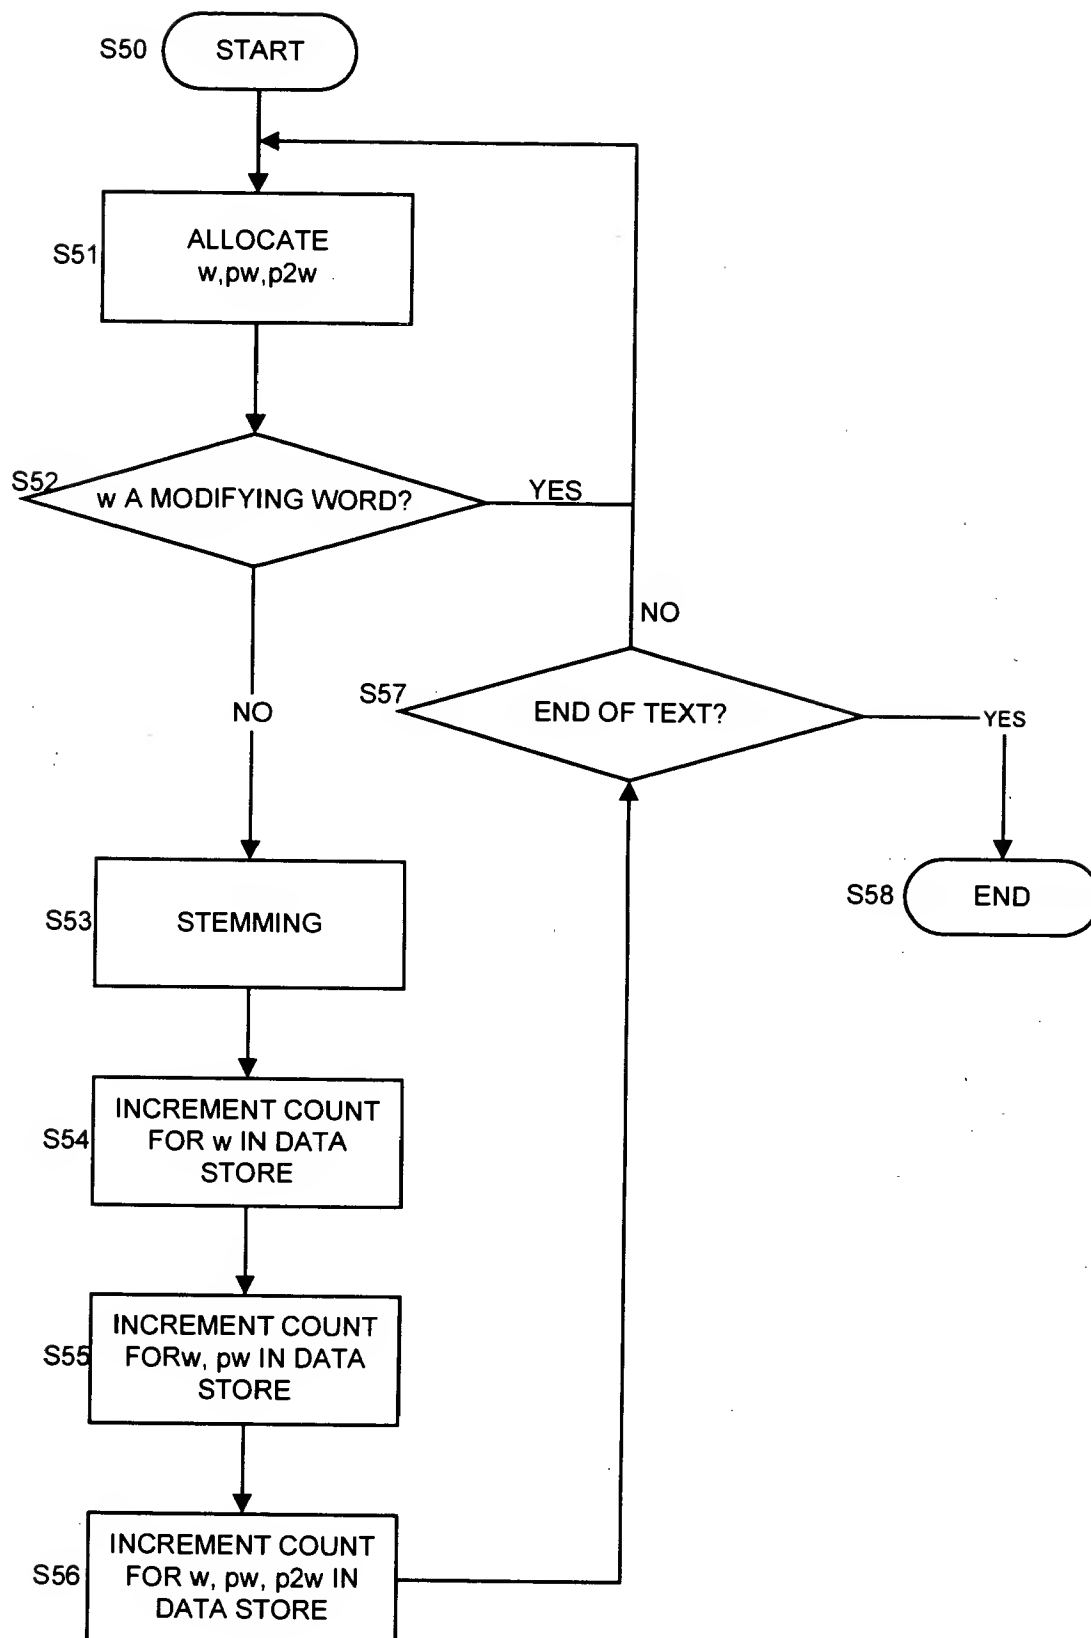 S50
START
S51
ALLOCATE
w,pw,p2w
S52
w A MODIFYING WORD?
YES
NO
S57
END OF TEXT?
NO
YES
S58
END
S53
STEMMING
S54
INCREMENT COUNT
FOR w IN DATA
STORE
S55
INCREMENT COUNT
FORw, pw IN DATA
STORE
S56
INCREMENT COUNT
FOR w, pw, p2w IN
DATA STORE